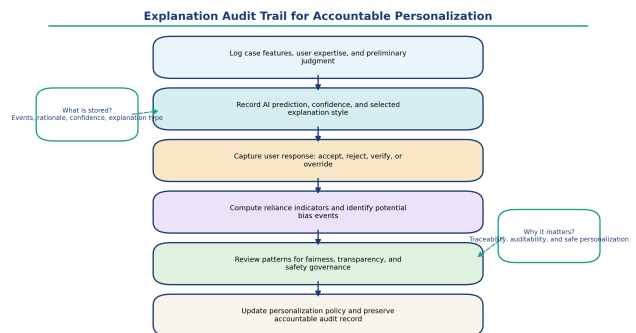 Explanation Audit Trail for Accountable Personalization
Log case features, user expertise, and preliminary
judgment
What is stored?
Events, rationale, confidence, explanation type
Record AI prediction, confidence, and selected
explanation style
Capture user response: accept, reject, verify, or
override
Compute reliance indicators and identify potential
bias events
Why it matters?
Traceability, auditability, and safe personalization
Review patterns for fairness, transparency, and
safety governance
Update personalization policy and preserve
accountable audit record